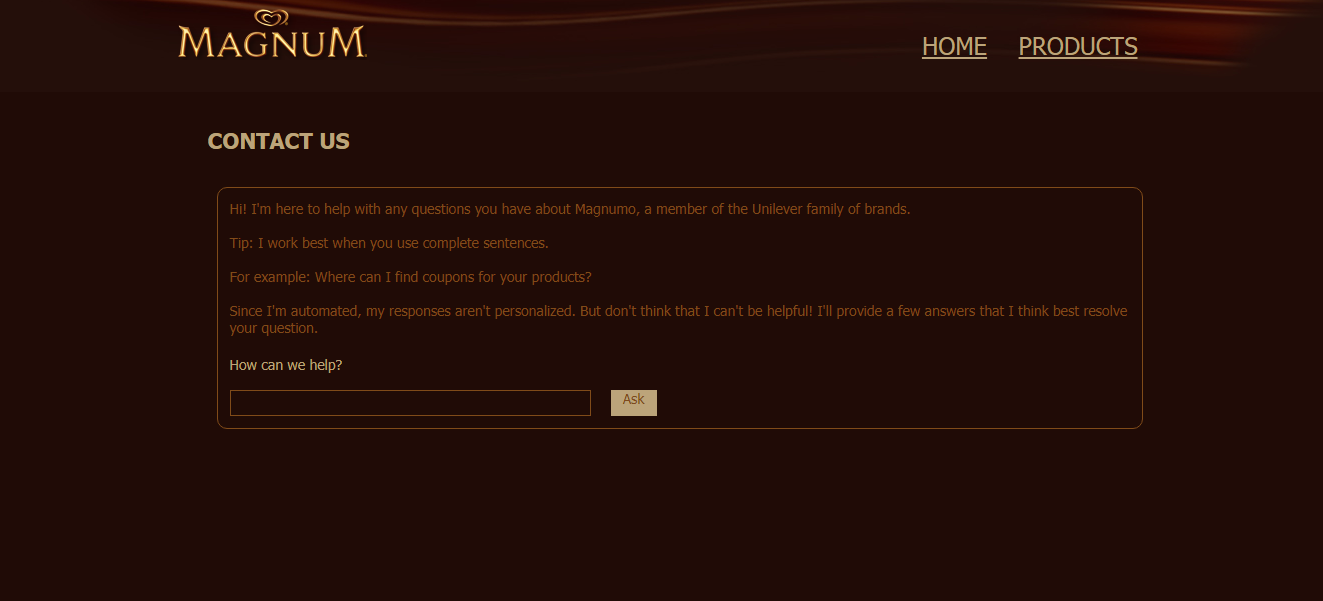 MAGNUM
HOME PRODUCTS
CONTACT US
Hi! I'm here to help with any questions you have about Magnumo, a member of the Unilever family of brands.
Tip: I work best when you use complete sentences.
For example: Where can I find coupons for your products?
Since I'm automated, my responses aren't personalized. But don't think that I can't be helpful! I'll provide a few answers that I think best resolve
your question.
How can we help?
Ask